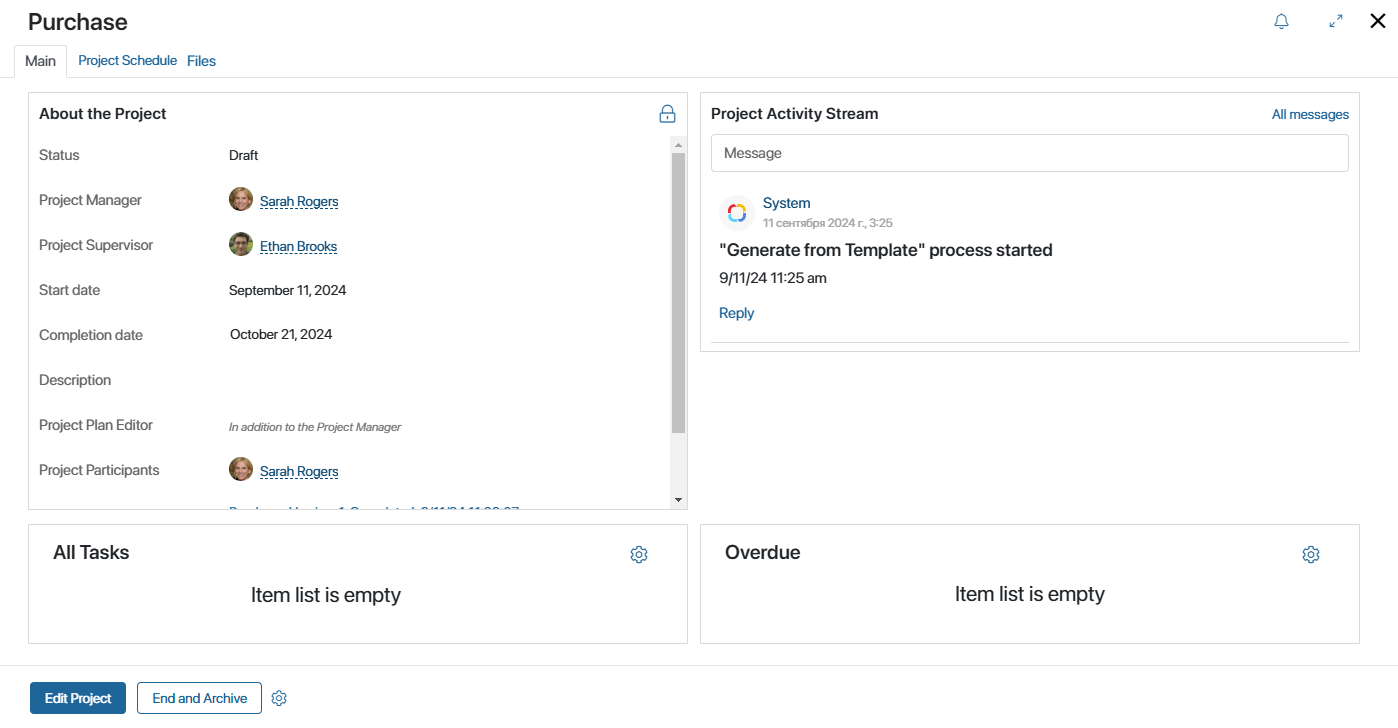 Purchase
Main Project Schedule Files
About the Project
Status Draft
Project Manager Sarah Rogers
Project Supervisor Ethan Brooks
Start date September 11, 2024
Completion date October 21, 2024
Description
Project Plan Editor In addition to the Project Manager
Project Participants Sarah Rogers
Project Activity Stream All messages
Message
System
11 сентября 2024 г., 3:25
"Generate from Template" process started
9/11/24 11:25 am
Reply
All Tasks
Item list is empty
Overdue
Item list is empty
Edit Project End and Archive